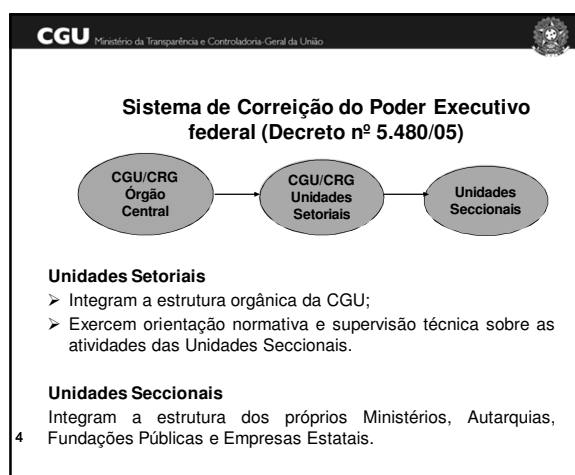 CGU Ministério da Transparência e Controladoria-Geral da União
Sistema de Correição do Poder Executivo
federal (Decreto nº 5.480/05)
CGU/CRG
Órgão
Central
CGU/CRG
Unidades
Setoriais
Unidades
Seccionais
Unidades Setoriais
➢ Integram a estrutura orgânica da CGU;
➢ Exercem orientação normativa e supervisão técnica sobre as
atividades das Unidades Seccionais.
Unidades Seccionais
Integram a estrutura dos próprios Ministérios, Autarquias,
Fundações Públicas e Empresas Estatais.
4